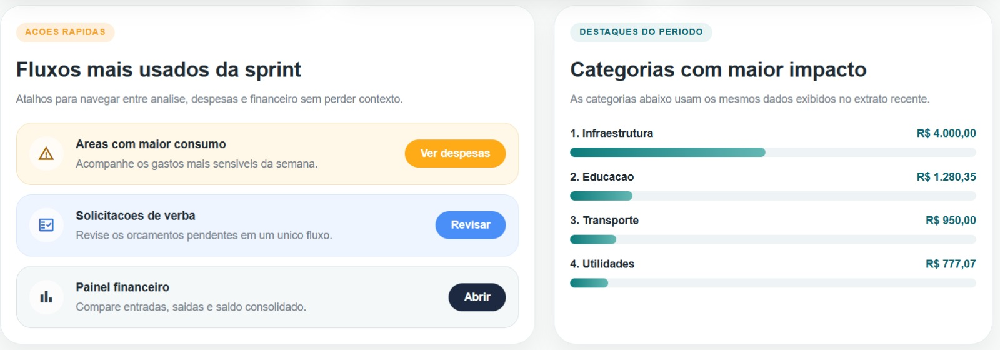 ACOES RAPIDAS
Fluxos mais usados da sprint
Atalhos para navegar entre analise, despesas e financeiro sem perder contexto.
Areas com maior consumo
Acompanhe os gastos mais sensiveis da semana.
Ver despesas
Solicitacoes de verba
Revise os orcamentos pendentes em um unico fluxo.
Revisar
Painel financeiro
Compare entradas, saidas e saldo consolidado.
Abrir
DESTAQUES DO PERIODO
Categorias com maior impacto
As categorias abaixo usam os mesmos dados exibidos no extrato recente.
1. Infraestrutura R$ 4.000,00
2. Educacao R$ 1.280,35
3. Transporte R$ 950,00
4. Utilidades R$ 777,07